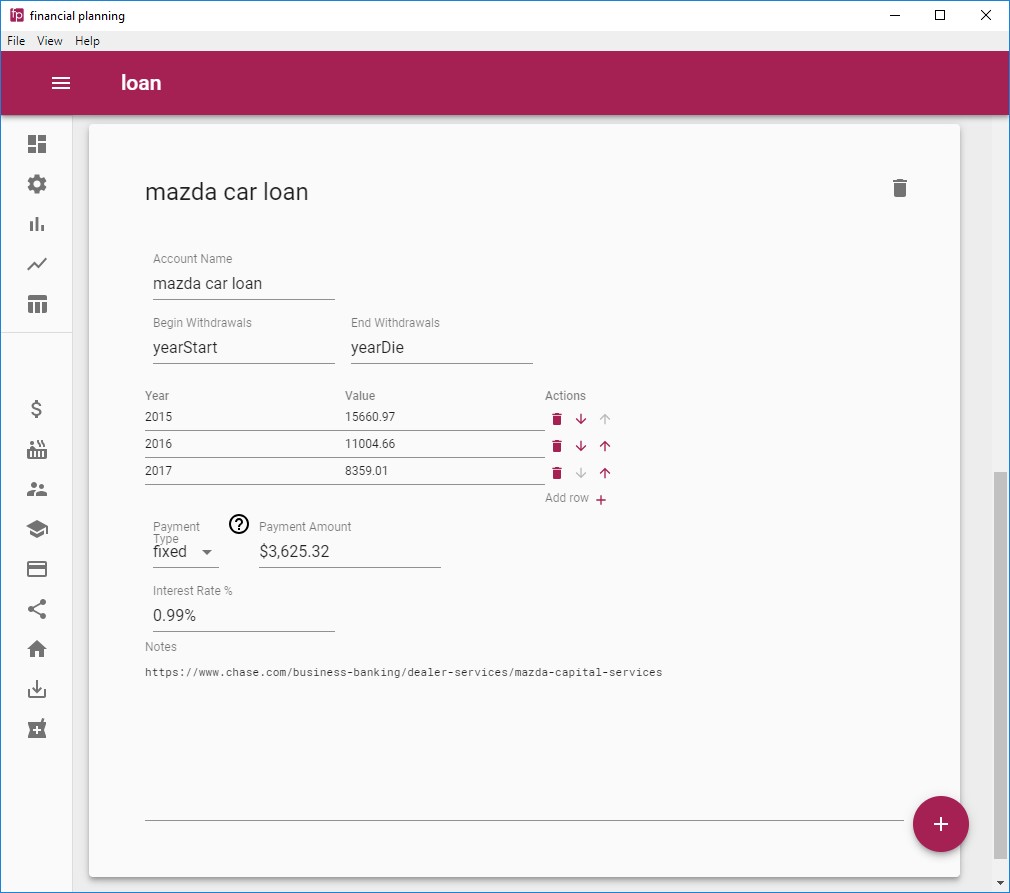 fp financial planning
File View Help
loan
mazda car loan
Account Name
mazda car loan
Begin Withdrawals End Withdrawals
yearStart yearDie
Year Value Actions
2015 15660.97
2016 11004.66
2017 8359.01
Add row +
Payment Type ? Payment Amount
fixed $3,625.32
Interest Rate %
0.99%
Notes
https://www.chase.com/business-banking/dealer-services/mazda-capital-services